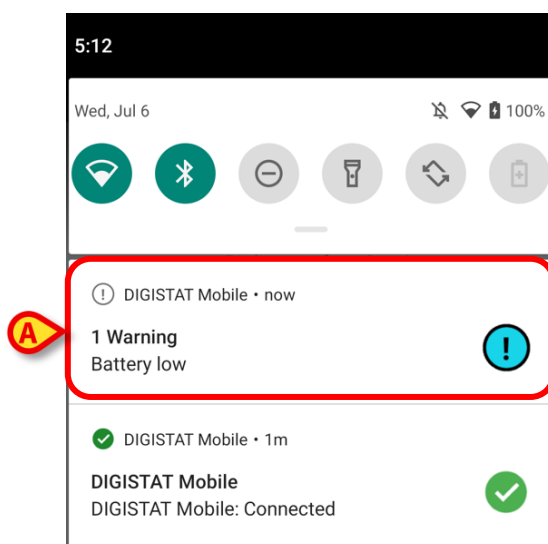 5:12
Wed, Jul 6 100%
DIGISTAT Mobile • now
A
1 Warning
Battery low
DIGISTAT Mobile • 1m
DIGISTAT Mobile
DIGISTAT Mobile: Connected